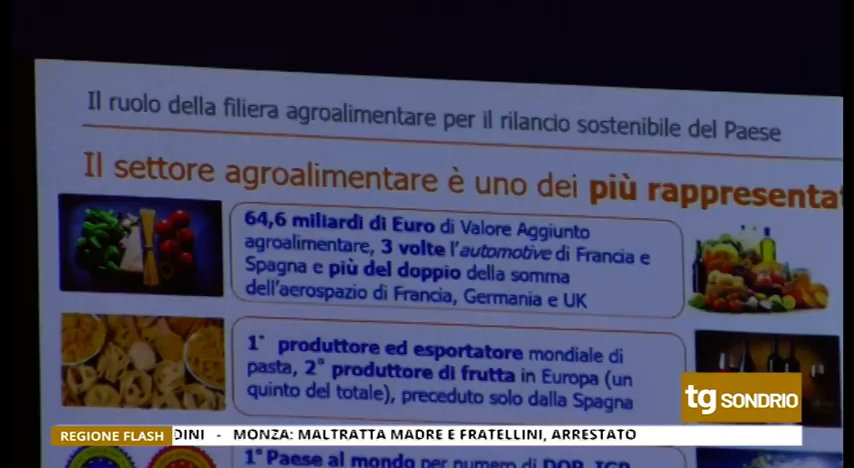 Il ruolo della filiera agroalimentare per il rilancio sostenibile del Paese
Il settore agroalimentare è uno dei più rappresenta
64,6 miliardi di Euro di Valore Aggiunto
agroalimentare, 3 volte l'automotive di Francia e
Spagna e più del doppio della somma
dell'aerospazio di Francia, Germania e UK
1° produttore ed esportatore mondiale di
pasta, 2° produttore di frutta in Europa (un
quinto del totale), preceduto solo dalla Spagna
tg SONDRIO
REGIONE FLASH DINI - MONZA: MALTRATTA MADRE E FRATELLINI, ARRESTATO
1° Paese al mondo per numero di DOP, IGP